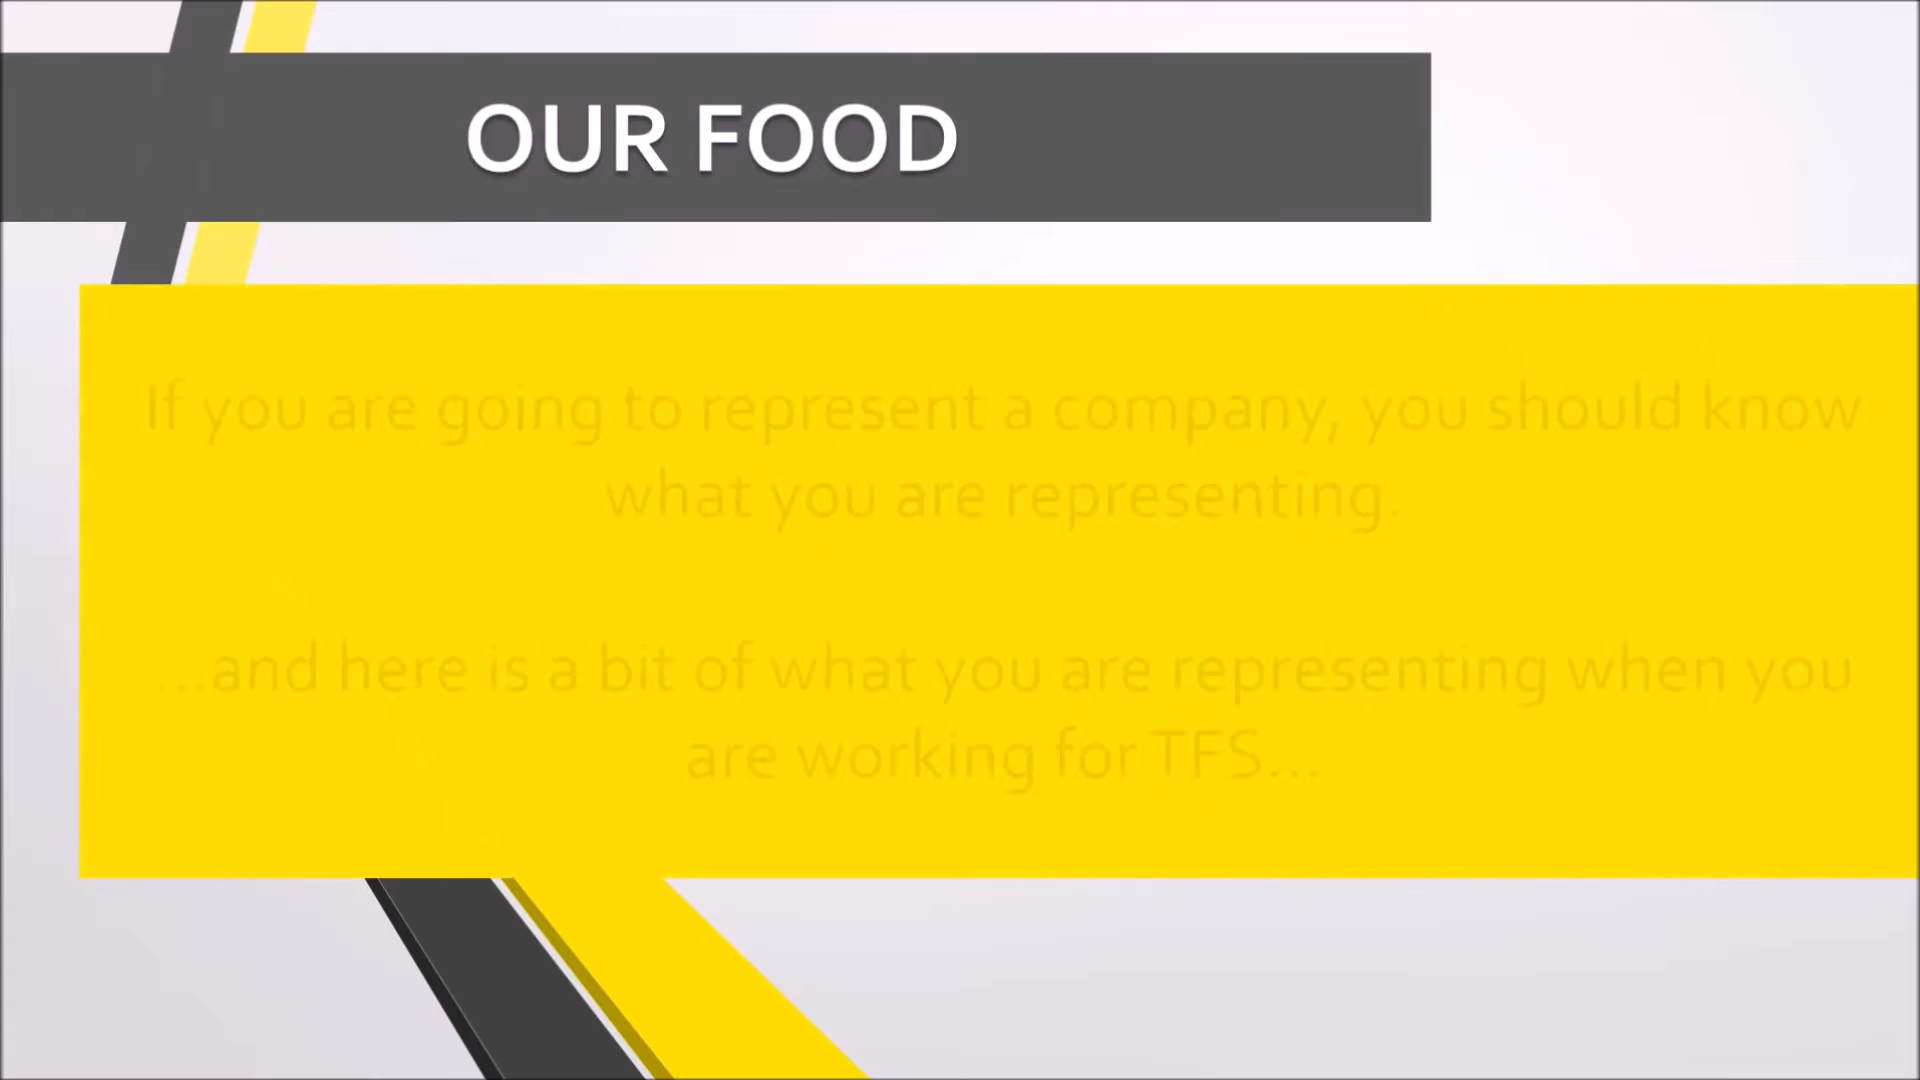 OUR FOOD
If you are going to represent a company, you should know
what you are representing.
...and here is a bit of what you are representing when you
are working for TFS...